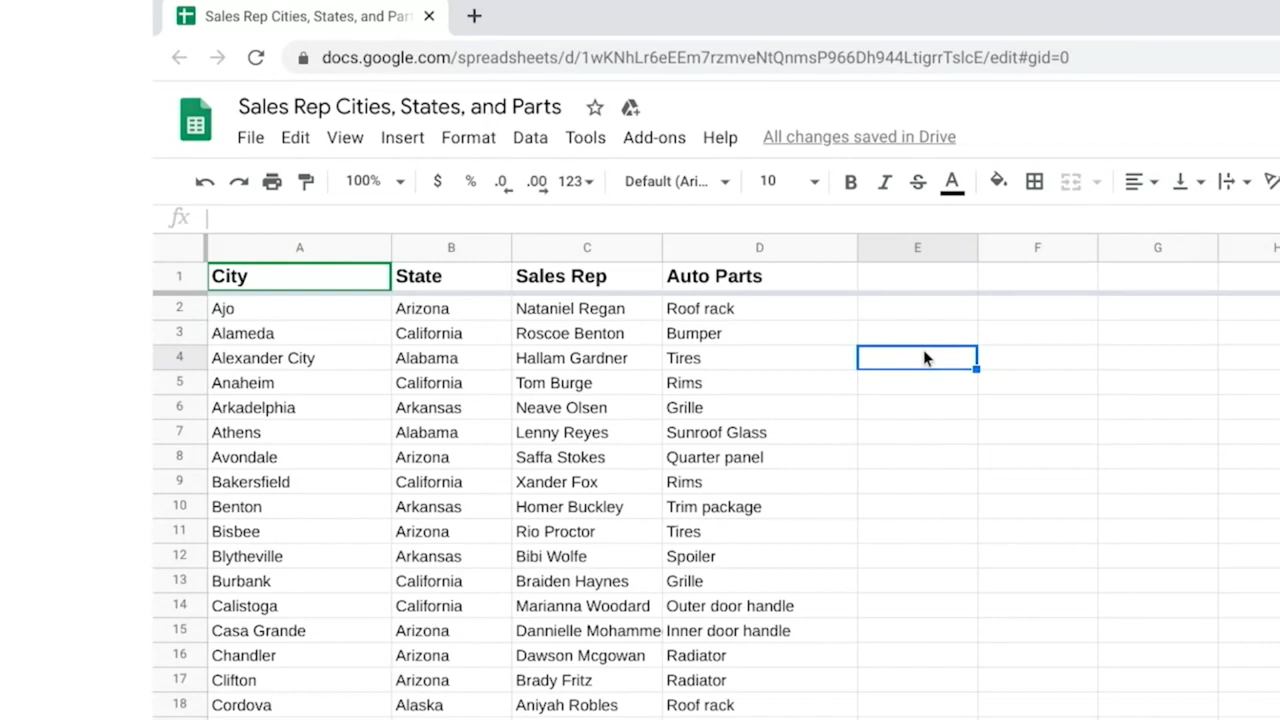 Sales Rep Cities, States, and Par
docs.google.com/spreadsheets/d/1wKNhLr6eEEm7rzmveNtQnmsP966Dh944LtigrrTslcE/edit#gid=0
Sales Rep Cities, States, and Parts
File Edit View Insert Format Data Tools Add-ons Help All changes saved in Drive
100% $ % .0 .00 123 Default (Ari... 10 B I S A
fx
A B C D E F G H
1 City State Sales Rep Auto Parts
2 Ajo Arizona Nataniel Regan Roof rack
3 Alameda California Roscoe Benton Bumper
4 Alexander City Alabama Hallam Gardner Tires
5 Anaheim California Tom Burge Rims
6 Arkadelphia Arkansas Neave Olsen Grille
7 Athens Alabama Lenny Reyes Sunroof Glass
8 Avondale Arizona Saffa Stokes Quarter panel
9 Bakersfield California Xander Fox Rims
10 Benton Arkansas Homer Buckley Trim package
11 Bisbee Arizona Rio Proctor Tires
12 Blytheville Arkansas Bibi Wolfe Spoiler
13 Burbank California Braiden Haynes Grille
14 Calistoga California Marianna Woodard Outer door handle
15 Casa Grande Arizona Dannielle Mohamme Inner door handle
16 Chandler Arizona Dawson Mcgowan Radiator
17 Clifton Arizona Brady Fritz Radiator
18 Cordova Alaska Aniyah Robles Roof rack